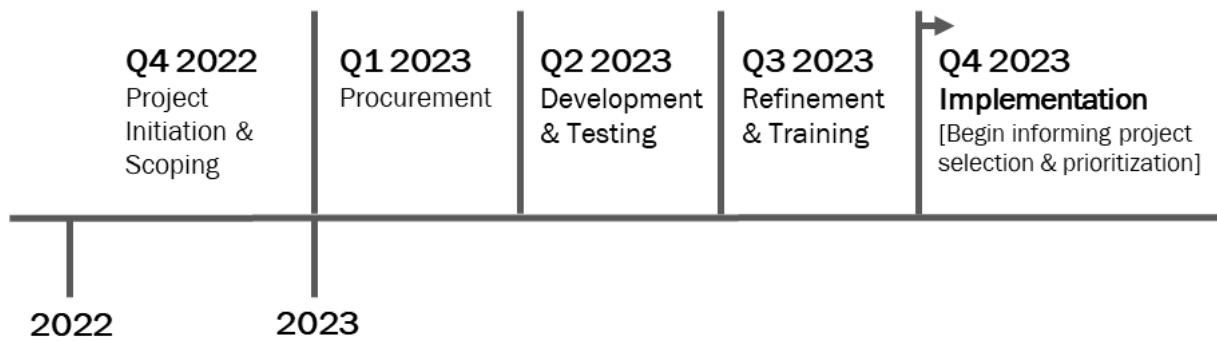 Q4 2022
Project
Initiation &
Scoping
Q1 2023
Procurement
Q2 2023
Development
& Testing
Q3 2023
Refinement
& Training
Q4 2023
Implementation
[Begin informing project
selection & prioritization]
2022
2023